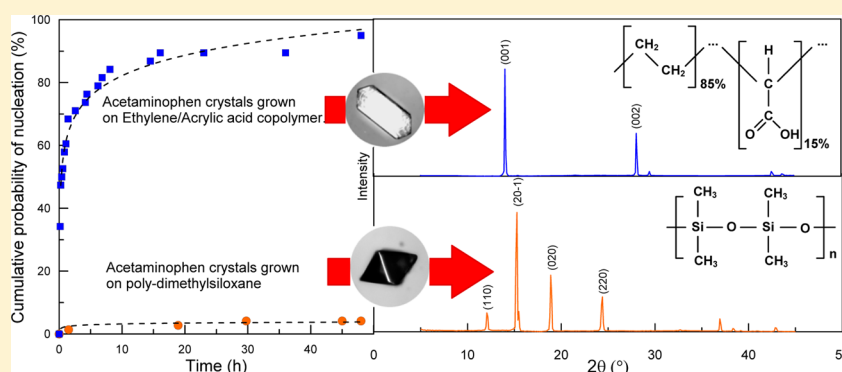 Cumulative probability of nucleation (%)
100
80
60
40
20
0
0
10
20
30
40
Time (h)
Acetaminophen crystals grown
on Ethylene/Acrylic acid copolymer.
Acetaminophen crystals grown
on poly-dimethylsiloxane
Intensity
(001)
(002)
CH2
CH2
85%
...
H
C
C
O
OH
15%
...
(110)
(20-1)
(020)
(220)
CH3
CH3
Si
O
Si
O
n
CH3
CH3
0
10
20
30
40
50
2θ (°)